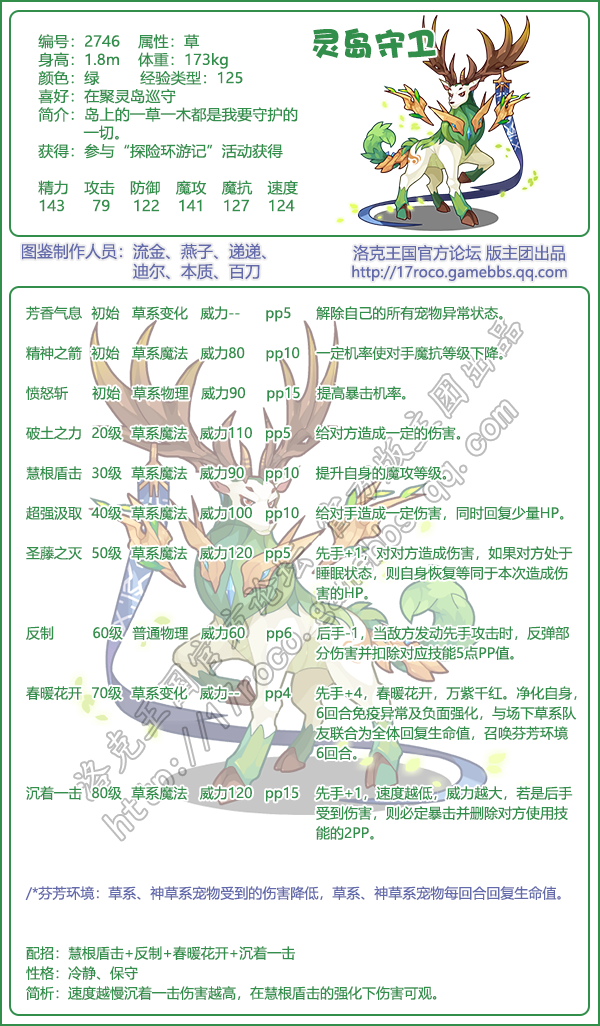 灵岛守卫
编号：2746 属性：草
身高：1.8m 体重：173kg
颜色：绿 经验类型：125
喜好：在聚灵岛巡守
简介：岛上的一草一木都是我要守护的
一切。
获得：参与“探险环游记”活动获得
精力 攻击 防御 魔攻 魔抗 速度
143 79 122 141 127 124
图鉴制作人员：流金、燕子、递递、
迪尔、本质、百刀
洛克王国官方论坛 版主团出品
http://17roco.gamebbs.qq.com
芳香气息 初始 草系变化 威力-- pp5 解除自己的所有宠物异常状态。
精神之箭 初始 草系魔法 威力80 pp10 一定机率使对手魔抗等级下降。
愤怒斩 初始 草系物理 威力90 pp15 提高暴击机率。
破土之力 20级 草系魔法 威力110 pp5 给对方造成一定的伤害。
慧根盾击 30级 草系魔法 威力90 pp10 提升自身的魔攻等级。
超强汲取 40级 草系魔法 威力100 pp10 给对手造成一定伤害，同时回复少量HP。
圣藤之灭 50级 草系魔法 威力120 pp5 先手+1，对对方造成伤害，如果对方处于
睡眠状态，则自身恢复等同于本次造成伤
害的HP。
反制 60级 普通物理 威力60 pp6 后手-1，当敌方发动先手攻击时，反弹部
分伤害并扣除对应技能5点PP值。
春暖花开 70级 草系变化 威力-- pp4 先手+4，春暖花开，万紫千红。净化自身，
6回合免疫异常及负面强化，与场下草系队
友联合为全体回复生命值，召唤芬芳环境
6回合。
沉着一击 80级 草系魔法 威力120 pp15 先手+1，速度越低，威力越大，若是后手
受到伤害，则必定暴击并删除对方使用技
能的2PP。
/*芬芳环境：草系、神草系宠物受到的伤害降低，草系、神草系宠物每回合回复生命值。
配招：慧根盾击+反制+春暖花开+沉着一击
性格：冷静、保守
简析：速度越慢沉着一击伤害越高，在慧根盾击的强化下伤害可观。
洛克王国官方论坛 版主团出品
http://17roco.gamebbs.qq.com